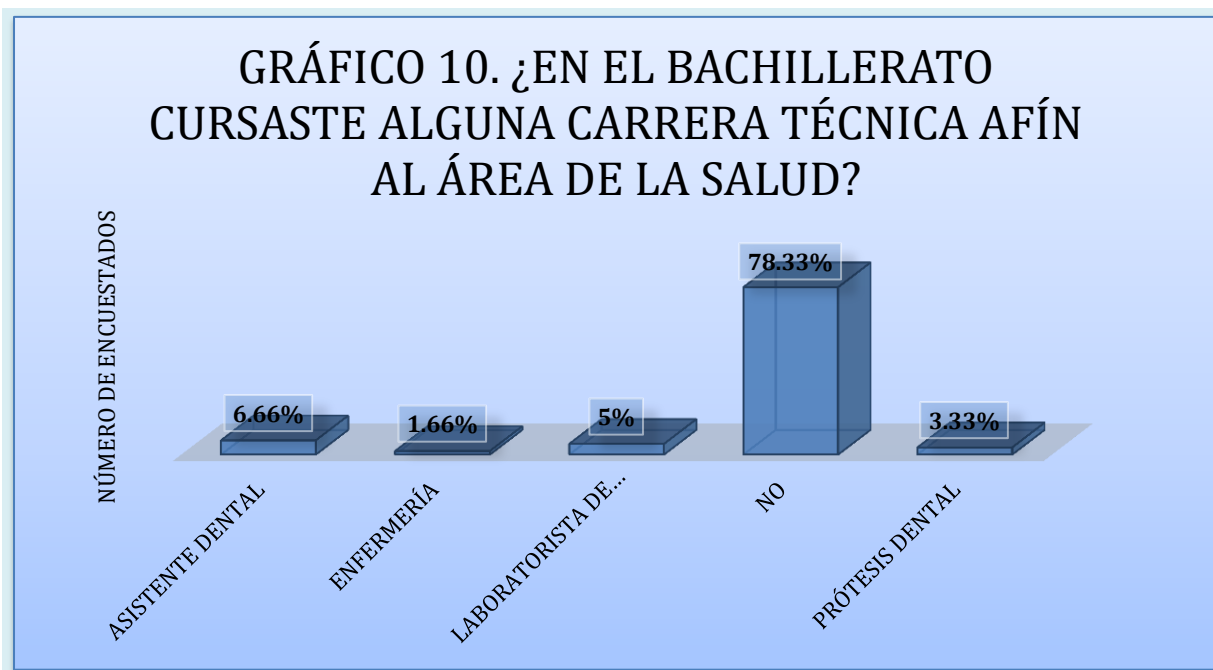 GRÁFICO 10. ¿EN EL BACHILLERATO
CURSASTE ALGUNA CARRERA TÉCNICA AFÍN
AL ÁREA DE LA SALUD?
NÚMERO DE ENCUESTADOS
6.66%
1.66%
5%
78.33%
3.33%
ASISTENTE DENTAL
ENFERMERÍA
LABORATORISTA DE...
NO
PRÓTESIS DENTAL